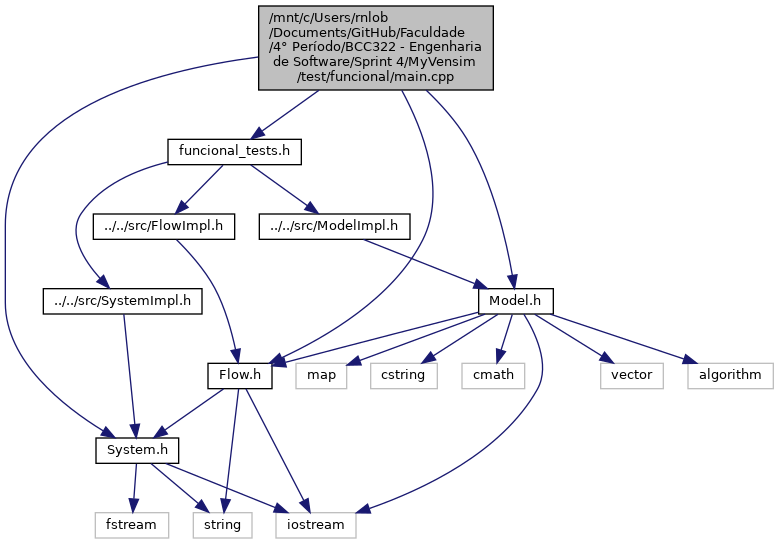 /mnt/c/Users/rnlob
/Documents/GitHub/Faculdade
/4° Período/BCC322 - Engenharia
de Software/Sprint 4/MyVensim
/test/funcional/main.cpp
funcional_tests.h
../../src/FlowImpl.h
../../src/ModelImpl.h
../../src/SystemImpl.h
Model.h
Flow.h
map
cstring
cmath
vector
algorithm
System.h
fstream
string
iostream